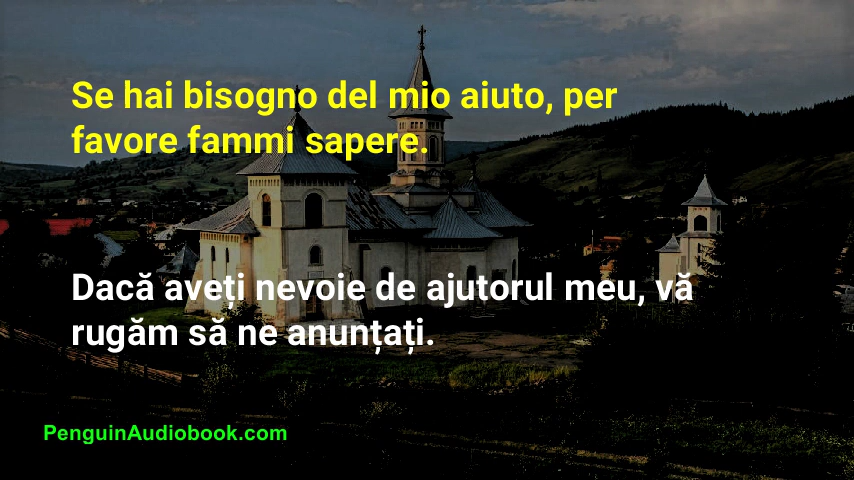 Se hai bisogno del mio aiuto, per
favore fammi sapere.
Dacă aveți nevoie de ajutorul meu, vă
rugăm să ne anunțați.
PenguinAudiobook.com